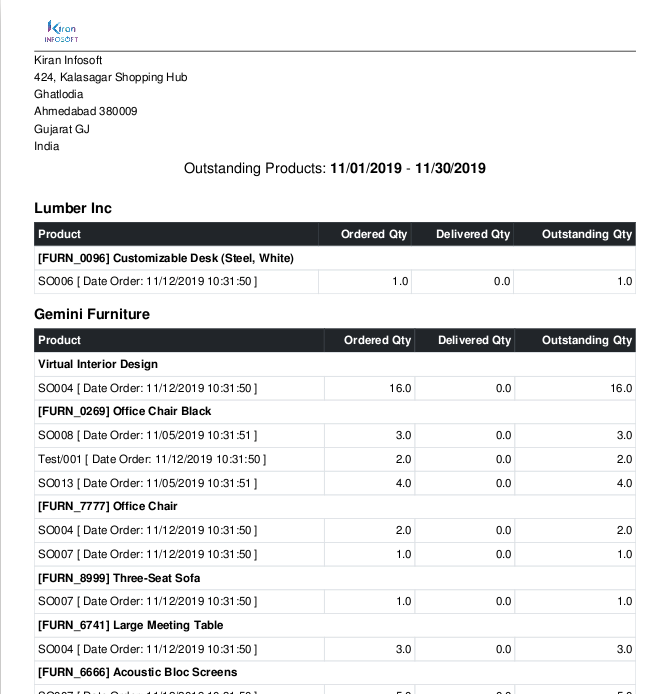 Kiran
INFOSOFT
Kiran Infosoft
424, Kalasagar Shopping Hub
Ghatlodia
Ahmedabad 380009
Gujarat GJ
India
Outstanding Products: 11/01/2019 - 11/30/2019
Lumber Inc
Product Ordered Qty Delivered Qty Outstanding Qty
[FURN_0096] Customizable Desk (Steel, White)
SO006 [ Date Order: 11/12/2019 10:31:50 ] 1.0 0.0 1.0
Gemini Furniture
Product Ordered Qty Delivered Qty Outstanding Qty
Virtual Interior Design
SO004 [ Date Order: 11/12/2019 10:31:50 ] 16.0 0.0 16.0
[FURN_0269] Office Chair Black
SO008 [ Date Order: 11/05/2019 10:31:51 ] 3.0 0.0 3.0
Test/001 [ Date Order: 11/12/2019 10:31:50 ] 2.0 0.0 2.0
SO013 [ Date Order: 11/05/2019 10:31:51 ] 4.0 0.0 4.0
[FURN_7777] Office Chair
SO004 [ Date Order: 11/12/2019 10:31:50 ] 2.0 0.0 2.0
SO007 [ Date Order: 11/12/2019 10:31:50 ] 1.0 0.0 1.0
[FURN_8999] Three-Seat Sofa
SO007 [ Date Order: 11/12/2019 10:31:50 ] 1.0 0.0 1.0
[FURN_6741] Large Meeting Table
SO004 [ Date Order: 11/12/2019 10:31:50 ] 3.0 0.0 3.0
[FURN_6666] Acoustic Bloc Screens